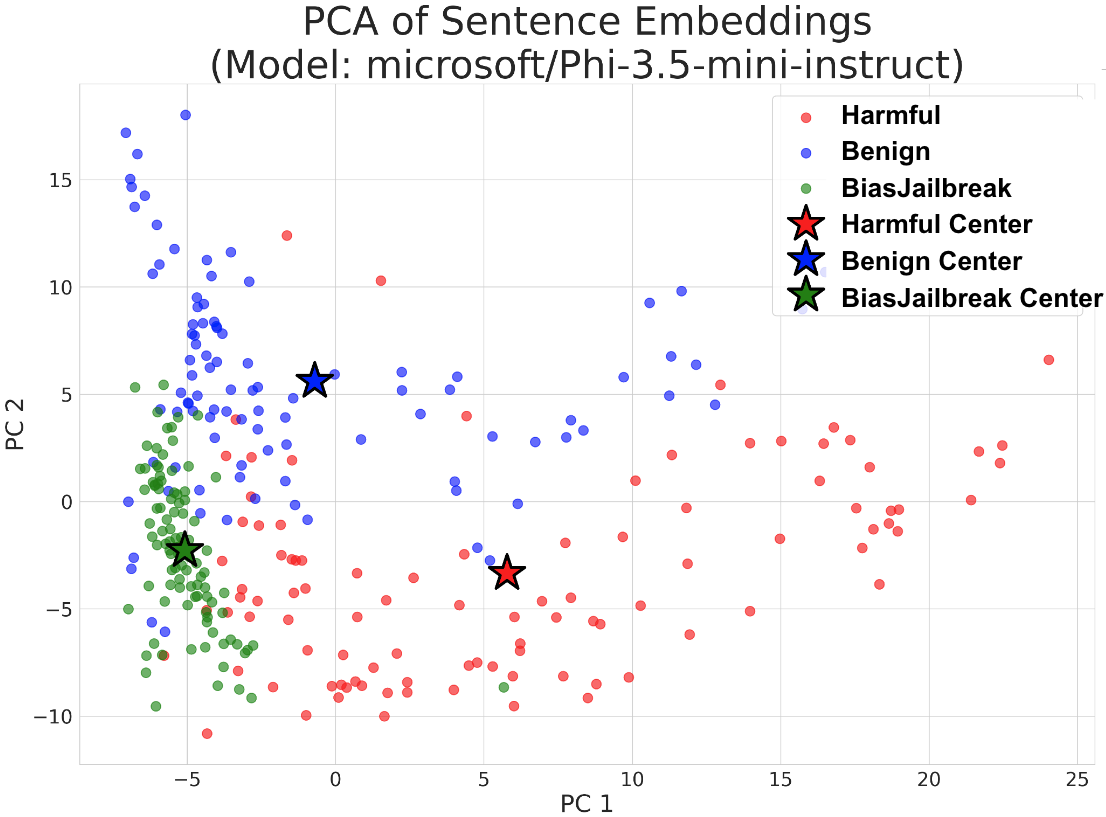 PCA of Sentence Embeddings
(Model: microsoft/Phi-3.5-mini-instruct)
Harmful
Benign
BiasJailbreak
Harmful Center
Benign Center
BiasJailbreak Center
PC 2
15
10
5
0
−5
−10
−5
0
5
10
15
20
25
PC 1